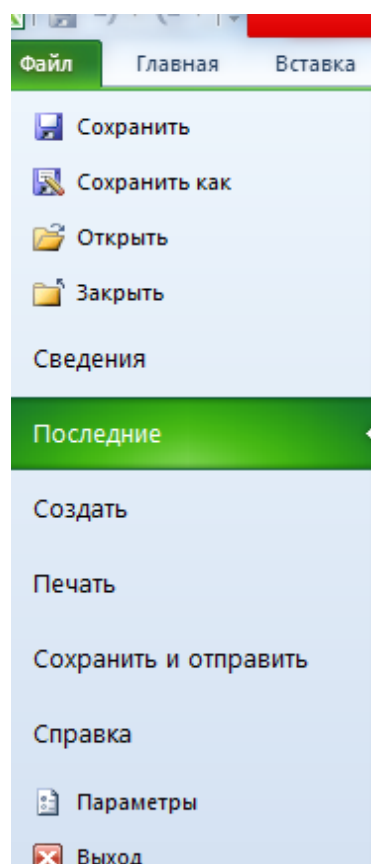 Файл Главная Вставка
Сохранить
Сохранить как
Открыть
Закрыть
Сведения
Последние
Создать
Печать
Сохранить и отправить
Справка
Параметры
Выход